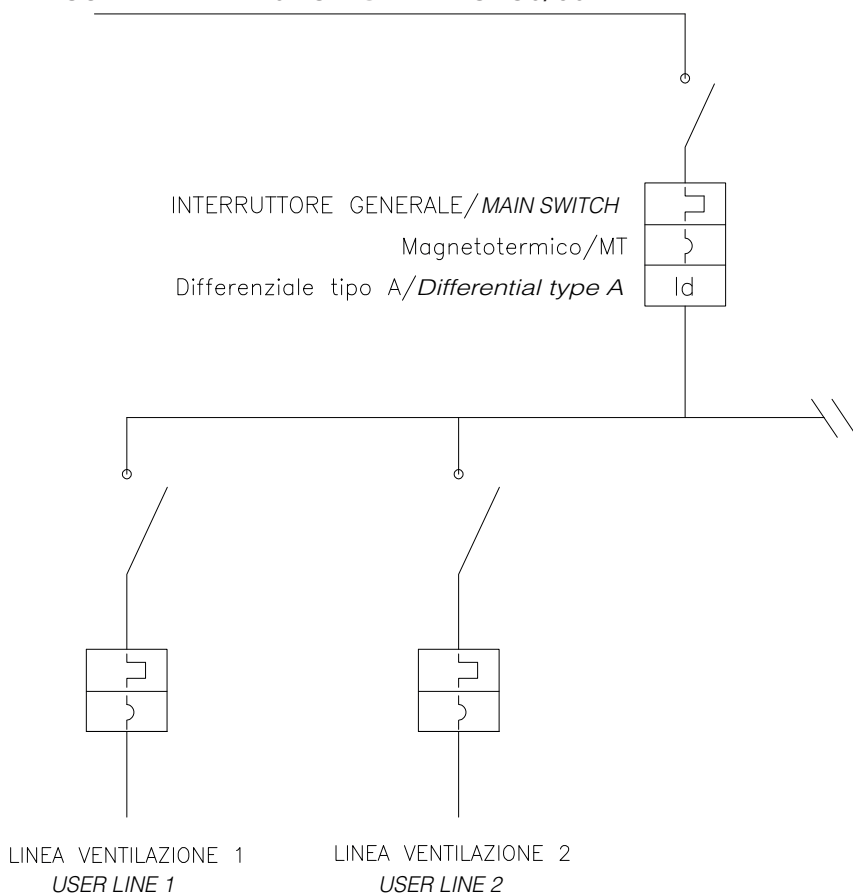 INTERRUTTORE GENERALE/MAIN SWITCH
Magnetotermico/MT
Differenziale tipo A/Differential type A
Id
LINEA VENTILAZIONE 1
LINEA VENTILAZIONE 2
USER LINE 1
USER LINE 2